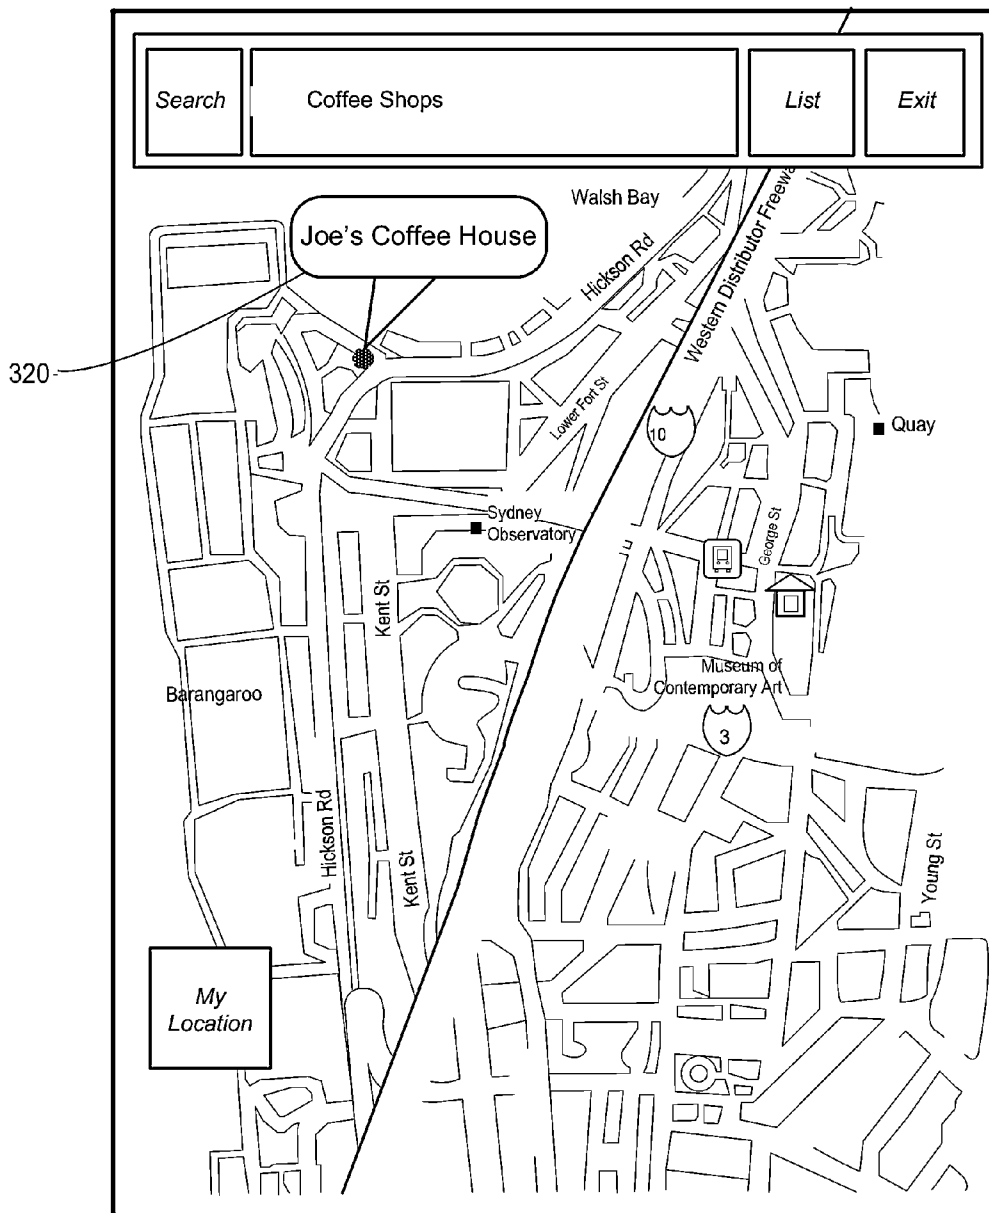 Search
Coffee Shops
List
Exit
Walsh Bay
Joe's Coffee House
Hickson Rd
Western Distributor Freewa
320
Lower Fort St
10
Quay
Sydney
Observatory
George St
Kent St
Museum of
Contemporary Art
Barangaroo
3
Hickson Rd
Kent St
Young St
My
Location